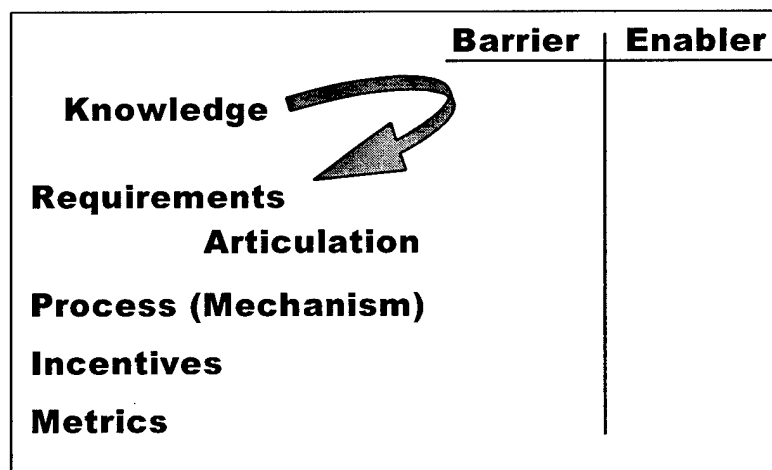 Barrier Enabler
Knowledge
Requirements
Articulation
Process (Mechanism)
Incentives
Metrics